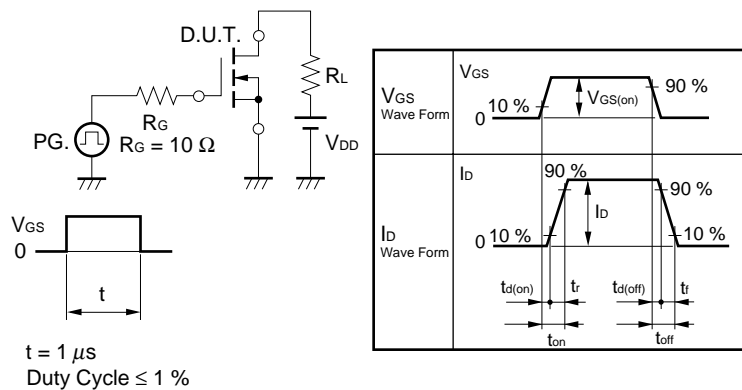 D.U.T.
RL
RG
PG.
RG = 10 Ω
VDD
VGS
0
t
t = 1 μs
Duty Cycle ≤ 1 %
VGS
Wave Form
VGS
10 %
0
VGS(on)
90 %
ID
Wave Form
ID
90 %
90 %
ID
0
10 %
10 %
td(on)
tr
td(off)
tf
ton
toff